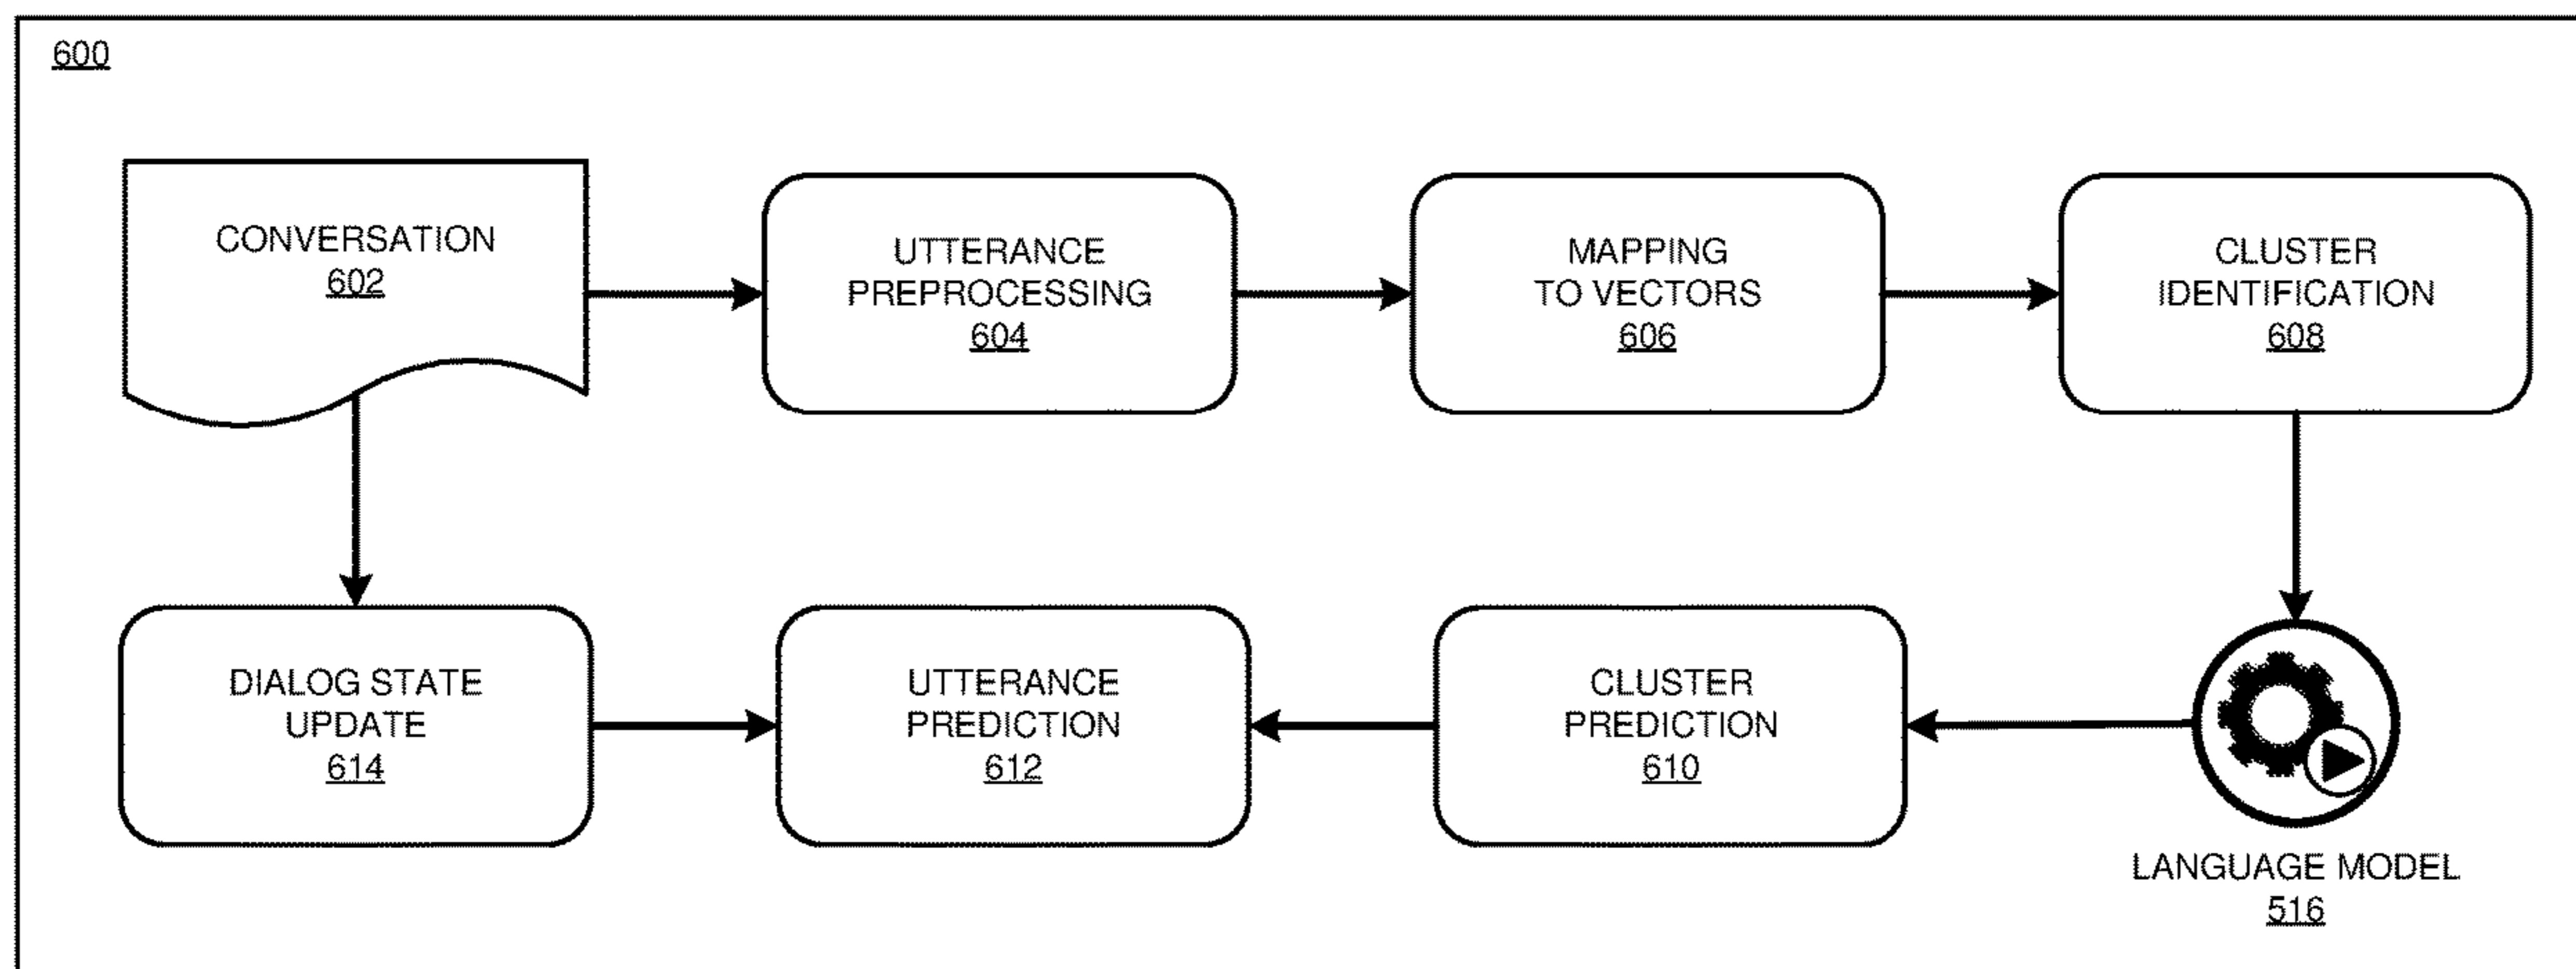 600
CONVERSATION
602
UTTERANCE
PREPROCESSING
604
MAPPING
TO VECTORS
606
CLUSTER
IDENTIFICATION
608
DIALOG STATE
UPDATE
614
UTTERANCE
PREDICTION
612
CLUSTER
PREDICTION
610
LANGUAGE MODEL
516